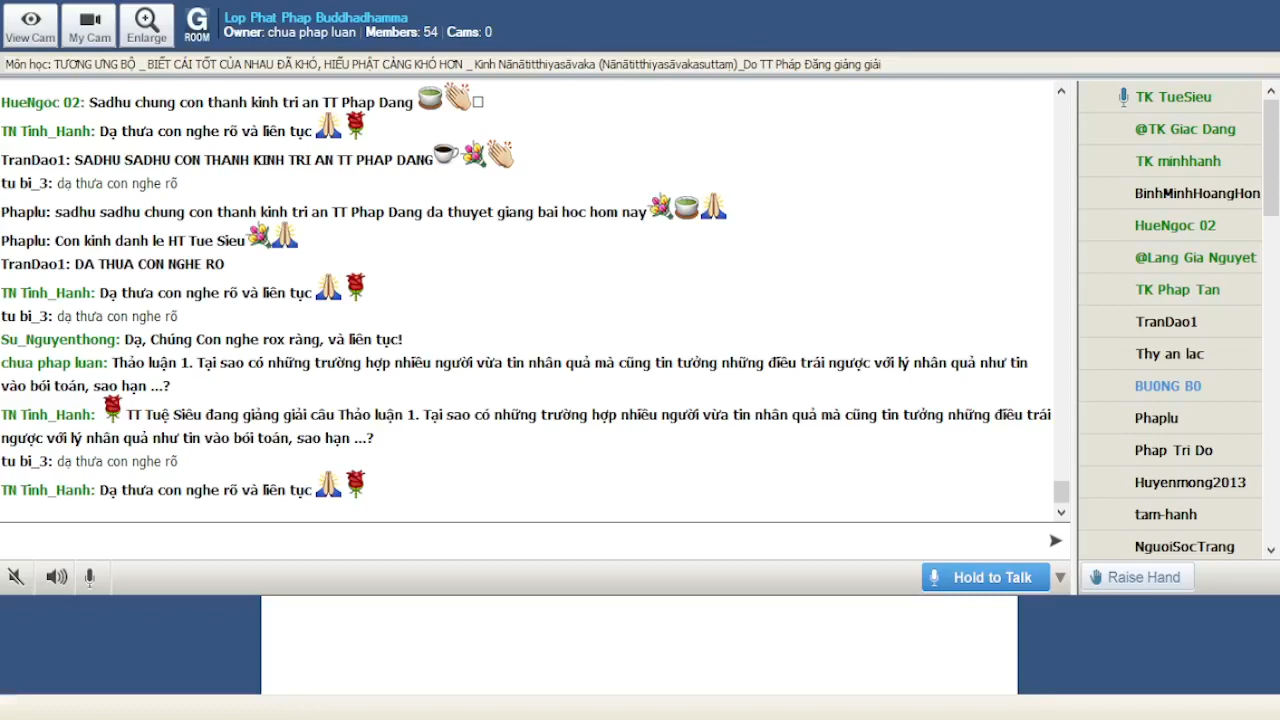 View Cam
My Cam
Enlarge
G
ROOM
Lop Phat Phap Buddhadhamma
Owner: chua phap luan | Members: 54 | Cams: 0
Môn học: TƯƠNG ƯNG BỘ _ BIẾT CÁI TỐT CỦA NHAU ĐÃ KHÓ, HIỂU PHẬT CÀNG KHÓ HƠN _ Kinh Nānātitthiyasāvaka (Nānātitthiyasāvakasuttaṃ)_Do TT Pháp Đăng giảng giải
HueNgoc 02: Sadhu chung con thanh kinh tri an TT Phap Dang
TN Tinh_Hanh: Dạ thưa con nghe rõ và liên tục
TranDao1: SADHU SADHU CON THANH KINH TRI AN TT PHAP DANG
tu bi_3: dạ thưa con nghe rõ
Phaplu: sadhu sadhu chung con thanh kinh tri an TT Phap Dang da thuyet giang bai hoc hom nay
Phaplu: Con kinh danh le HT Tue Sieu
TranDao1: DA THUA CON NGHE RO
TN Tinh_Hanh: Dạ thưa con nghe rõ và liên tục
tu bi_3: dạ thưa con nghe rõ
Su_Nguyenthong: Dạ, Chúng Con nghe rox ràng, và liên tục!
chua phap luan: Thảo luận 1. Tại sao có những trường hợp nhiều người vừa tin nhân quả mà cũng tin tưởng những điều trái ngược với lý nhân quả như tin
vào bói toán, sao hạn ...?
TN Tinh_Hanh: TT Tuệ Siêu đang giảng giải câu Thảo luận 1. Tại sao có những trường hợp nhiều người vừa tin nhân quả mà cũng tin tưởng những điều trái
ngược với lý nhân quả như tin vào bói toán, sao hạn ...?
tu bi_3: dạ thưa con nghe rõ
TN Tinh_Hanh: Dạ thưa con nghe rõ và liên tục
Hold to Talk
TK TueSieu
@TK Giac Dang
TK minhhanh
BinhMinhHoangHon
HueNgoc 02
@Lang Gia Nguyet
TK Phap Tan
TranDao1
Thy an lac
BU0NG B0
Phaplu
Phap Tri Do
Huyenmong2013
tam-hanh
NguoiSocTrang
Raise Hand